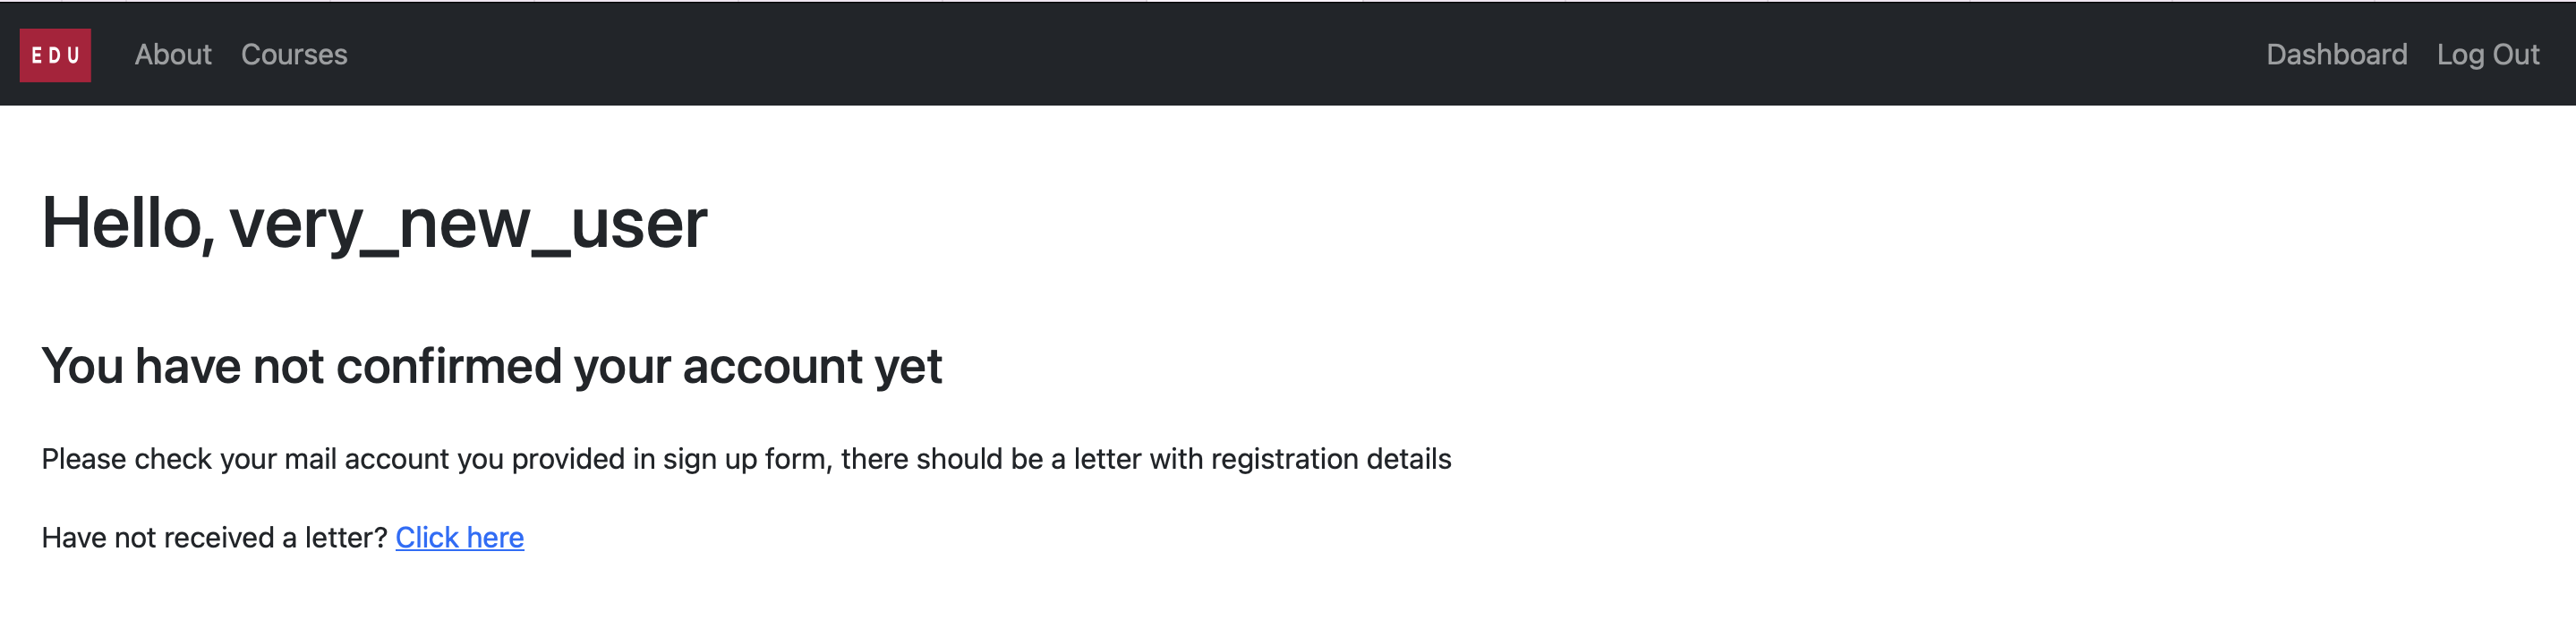 EDU About Courses Dashboard Log Out
Hello, very_new_user
You have not confirmed your account yet
Please check your mail account you provided in sign up form, there should be a letter with registration details
Have not received a letter? Click here